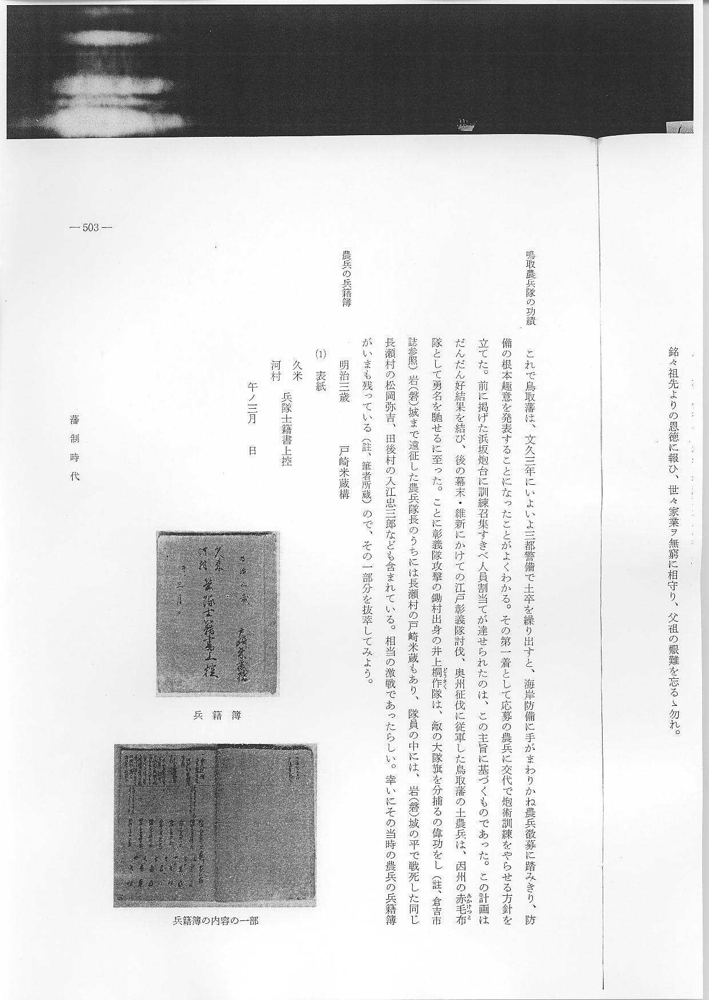 銘々祖先よりの恩徳に報ひ、世々家業ヲ無窮に相守り、父祖の艱難を忘るゝ勿れ。
鳴取農兵隊の功績
これで鳥取藩は、文久三年にいよいよ三都警備で士卒を繰り出すと、海岸防備に手がまわりかね農兵徴募に踏みきり、防
備の根本趣意を発表することになったことがよくわかる。その第一着として応募の農兵に交代で炮術訓練をやらせる方針を
立てた。前に掲げた浜坂炮台に訓練召集すきべ人員割当てが達せられたのは、この主旨に基づくものであった。この計画は
だんだん好結果を結び、後の幕末・維新にかけての江戸彰義隊討伐、奥州征伐に従軍した鳥取藩の土農兵は、因州の赤毛布
あかけつと
隊として勇名を馳せるに至った。ことに彰義隊攻撃の鋤村出身の井上桐作隊は、敵の大隊旗を分捕るの偉功をし（註、倉吉市
どうさく
誌参照）岩（磐）城まで遠征した農兵隊長のうちには長瀬村の戸崎米蔵もあり、隊員の中には、岩（磐）城の平で戦死した同じ
長瀬村の松岡弥吉、田後村の入江忠三郎なども含まれている。相当の激戦であったらしい。幸いにその当時の農兵の兵籍簿
がいまも残っている（註、筆者所蔵）ので、その一部分を抜萃してみよう。
農兵の兵籍簿
明治三歳　戸崎米蔵構
(1) 表紙
久米
河村
兵隊士籍書上控
午ノ三月　日
兵籍簿
兵籍簿の内容の一部
藩制時代
— 503 —